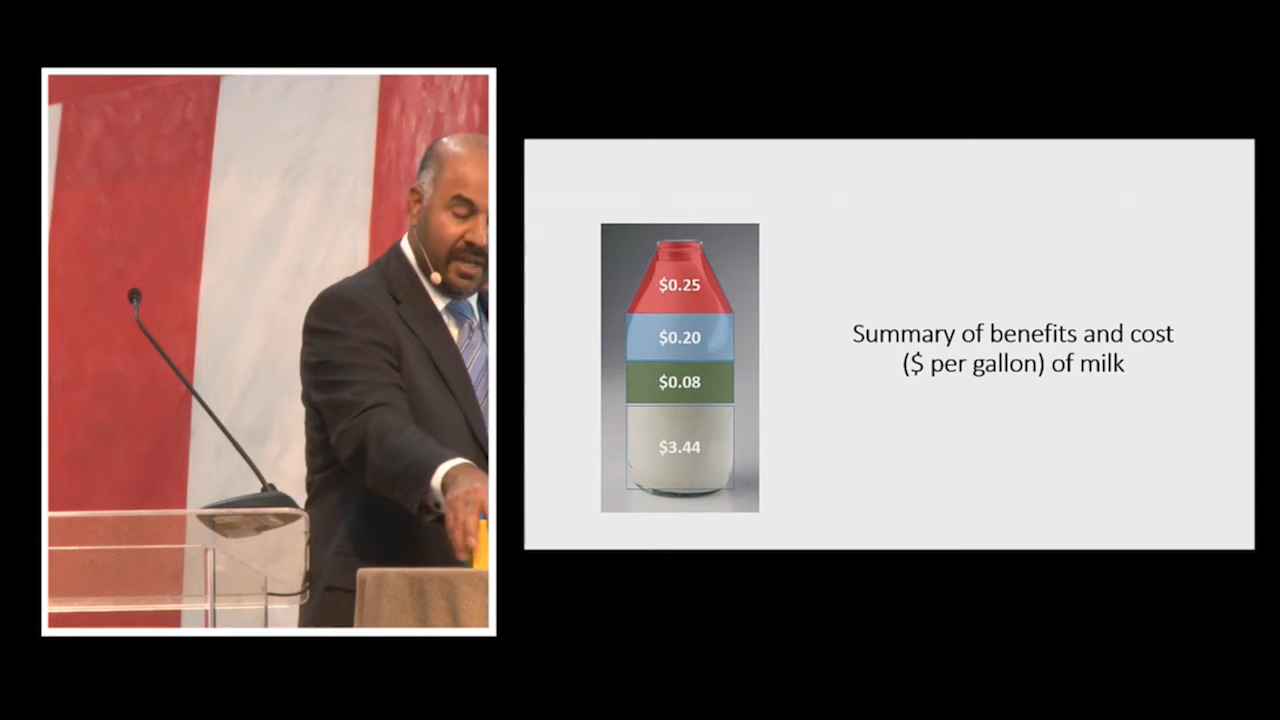 $0.25
$0.20
$0.08
$3.44
Summary of benefits and cost
($ per gallon) of milk